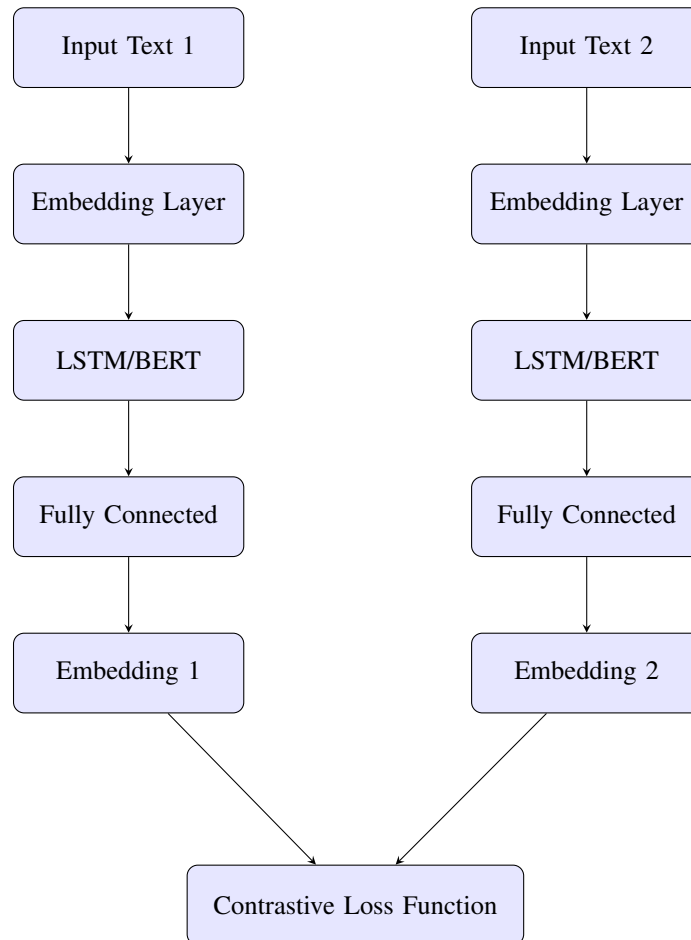 Input Text 1
Input Text 2
Embedding Layer
Embedding Layer
LSTM/BERT
LSTM/BERT
Fully Connected
Fully Connected
Embedding 1
Embedding 2
Contrastive Loss Function